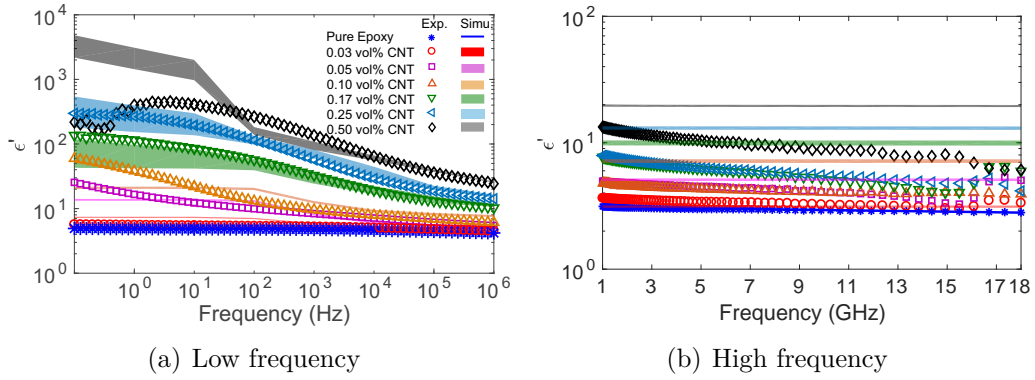 10^4
10^3
10^2
10^1
10^0
ϵ'
Exp. Simu.
Pure Epoxy
0.03 vol% CNT
0.05 vol% CNT
0.10 vol% CNT
0.17 vol% CNT
0.25 vol% CNT
0.50 vol% CNT
10^0 10^1 10^2 10^3 10^4 10^5 10^6
Frequency (Hz)
(a) Low frequency
10^2
10^1
10^0
ϵ'
1 3 5 7 9 11 13 15 17 18
Frequency (GHz)
(b) High frequency